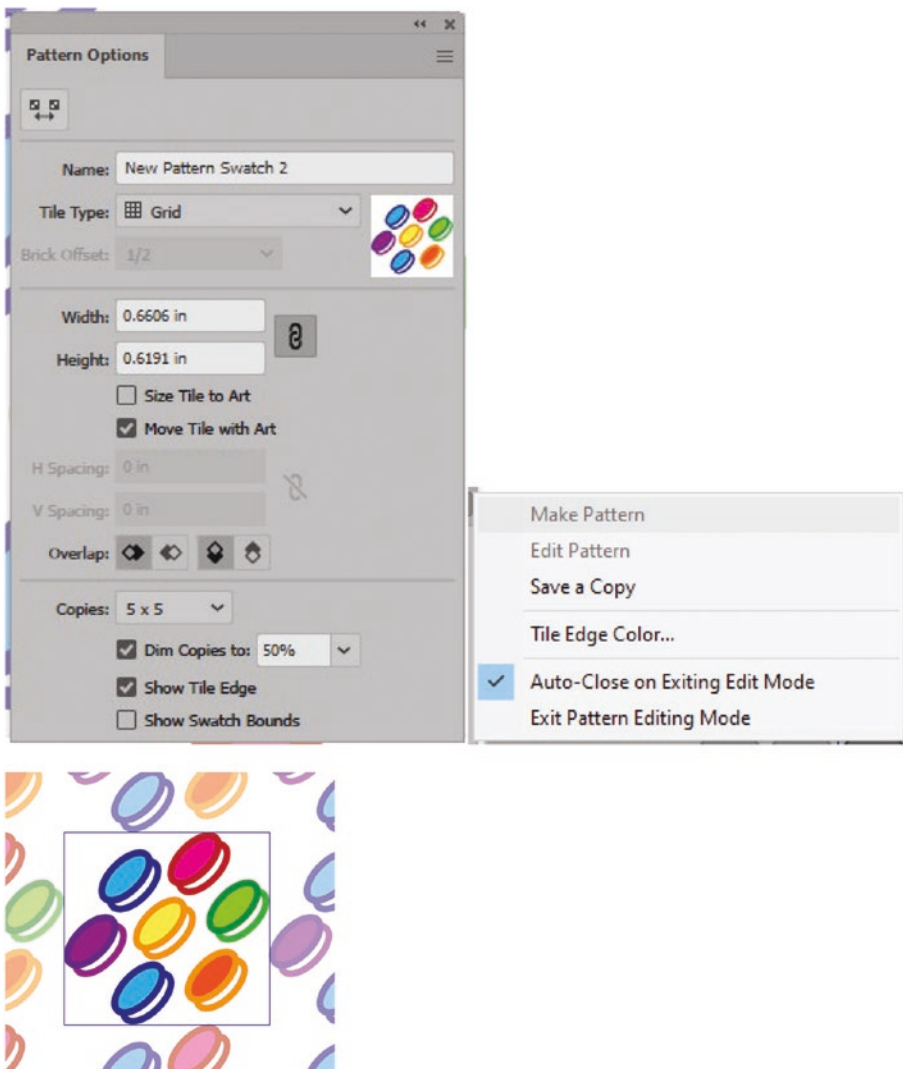 Pattern Options
Name: New Pattern Swatch 2
Tile Type: Grid
Brick Offset: 1/2
Width: 0.6606 in
Height: 0.6191 in
Size Tile to Art
Move Tile with Art
H Spacing: 0 in
V Spacing: 0 in
Overlap:
Copies: 5 x 5
Dim Copies to: 50%
Show Tile Edge
Show Swatch Bounds
Make Pattern
Edit Pattern
Save a Copy
Tile Edge Color...
Auto-Close on Exiting Edit Mode
Exit Pattern Editing Mode